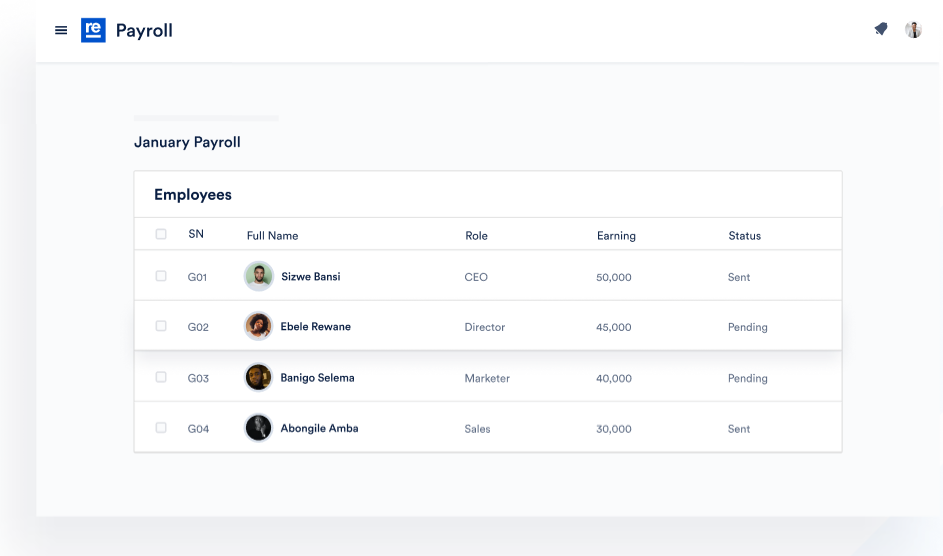 re Payroll
January Payroll
Employees
SN Full Name Role Earning Status
G01 Sizwe Bansi CEO 50,000 Sent
G02 Ebele Rewane Director 45,000 Pending
G03 Banigo Selema Marketer 40,000 Pending
G04 Abongile Amba Sales 30,000 Sent